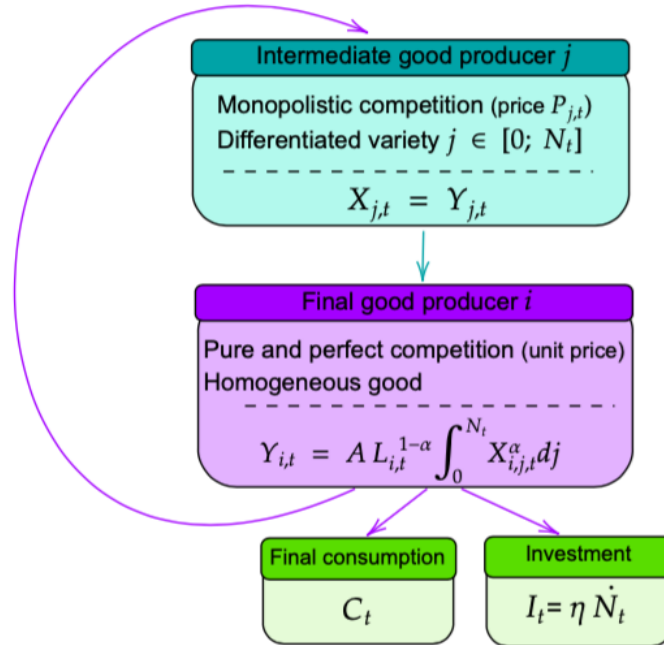 Intermediate good producer j
Monopolistic competition (price P_{j,t})
Differentiated variety j ∈ [0; N_t]
X_{j,t} = Y_{j,t}
Final good producer i
Pure and perfect competition (unit price)
Homogeneous good
Y_{i,t} = A L_{i,t}^{1−α} ∫_0^{N_t} X_{i,j,t}^α dj
Final consumption
C_t
Investment
I_t = η Ṅ_t